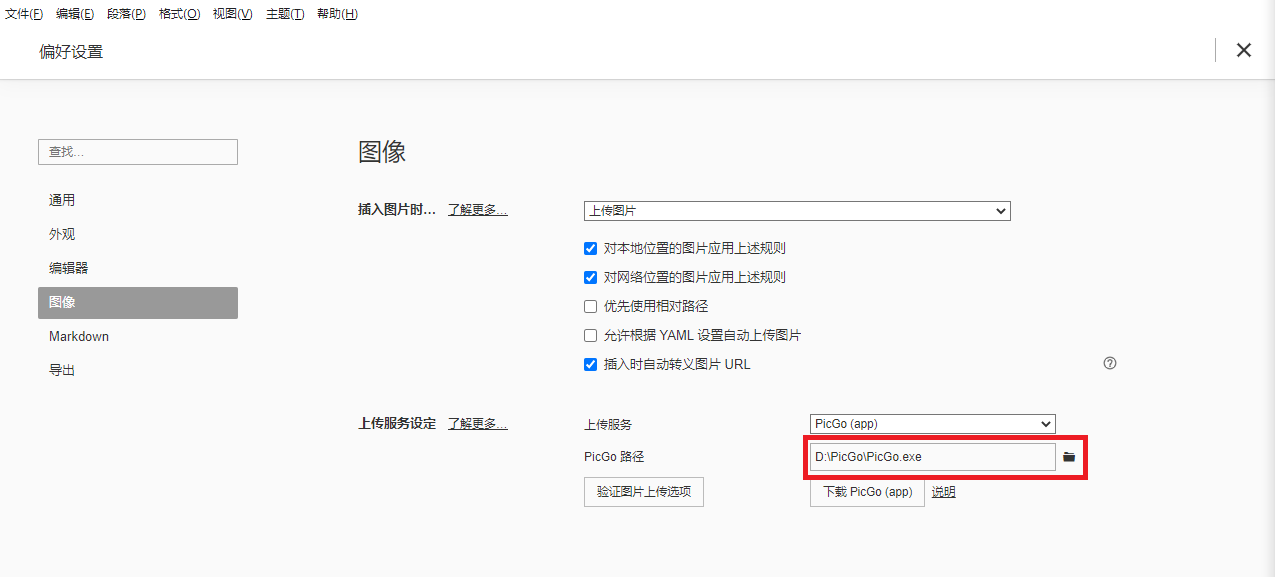 文件(F) 编辑(E) 段落(P) 格式(O) 视图(V) 主题(T) 帮助(H)
偏好设置
查找...
通用
外观
编辑器
图像
Markdown
导出
图像
插入图片时... 了解更多...
上传图片
对本地位置的图片应用上述规则
对网络位置的图片应用上述规则
优先使用相对路径
允许根据 YAML 设置自动上传图片
插入时自动转义图片 URL
上传服务设定 了解更多...
上传服务 PicGo (app)
PicGo 路径 D:\PicGo\PicGo.exe
验证图片上传选项 下载 PicGo (app) 说明